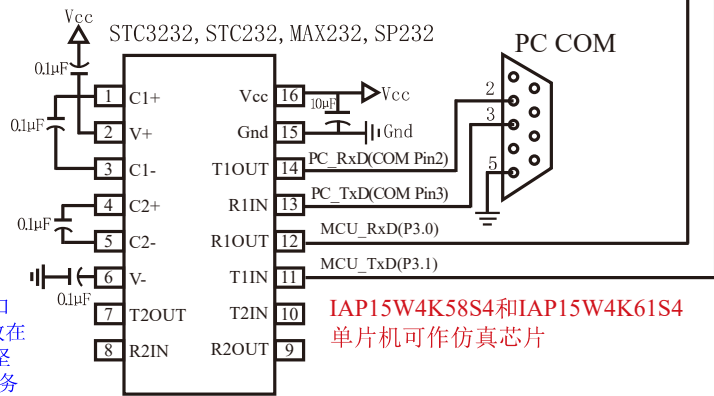 Vcc
STC3232, STC232, MAX232, SP232
PC COM
0.1μF
1 C1+ Vcc 16 Vcc
10μF
2
0.1μF
3
2 V+ Gnd 15 Gnd
PC_RxD(COM Pin2)
3 C1- T1OUT 14
5
PC_TxD(COM Pin3)
4 C2+ R1IN 13
0.1μF
MCU_RxD(P3.0)
5 C2- R1OUT 12
MCU_TxD(P3.1)
6 V- T1IN 11
0.1μF
7 T2OUT T2IN 10
IAP15W4K58S4和IAP15W4K61S4
单片机可作仿真芯片
8 R2IN R2OUT 9
在
务